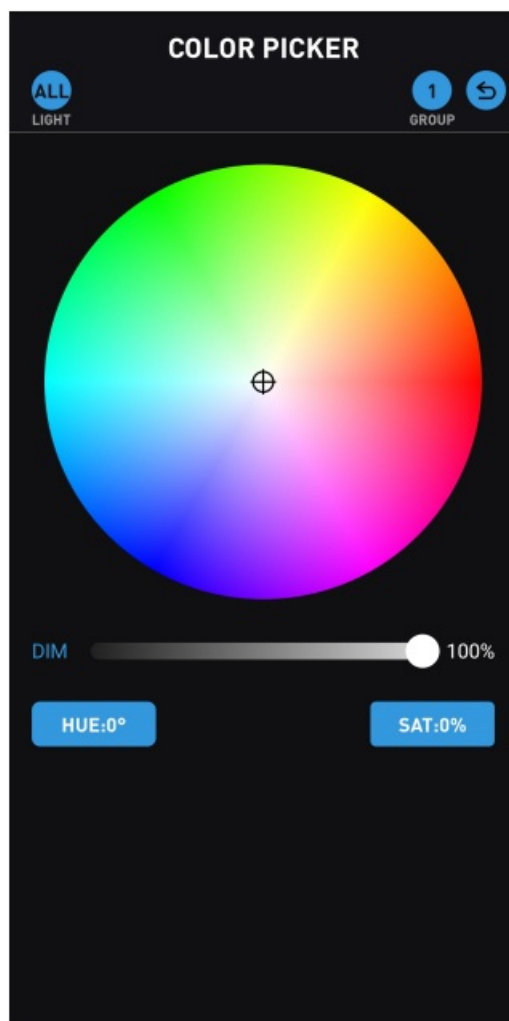 COLOR PICKER
ALL
LIGHT
1
GROUP
DIM
100%
HUE:0°
SAT:0%